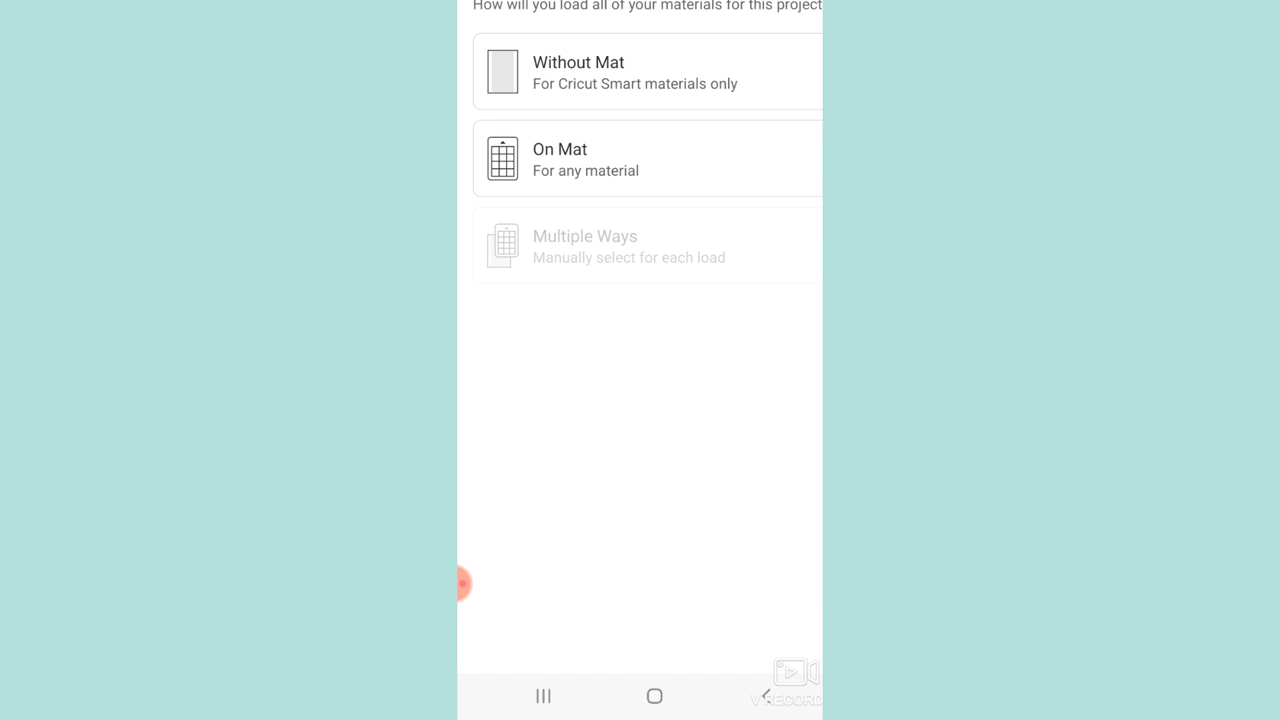 How will you load all of your materials for this project
Without Mat
For Cricut Smart materials only
On Mat
For any material
Multiple Ways
Manually select for each load
V RECORD